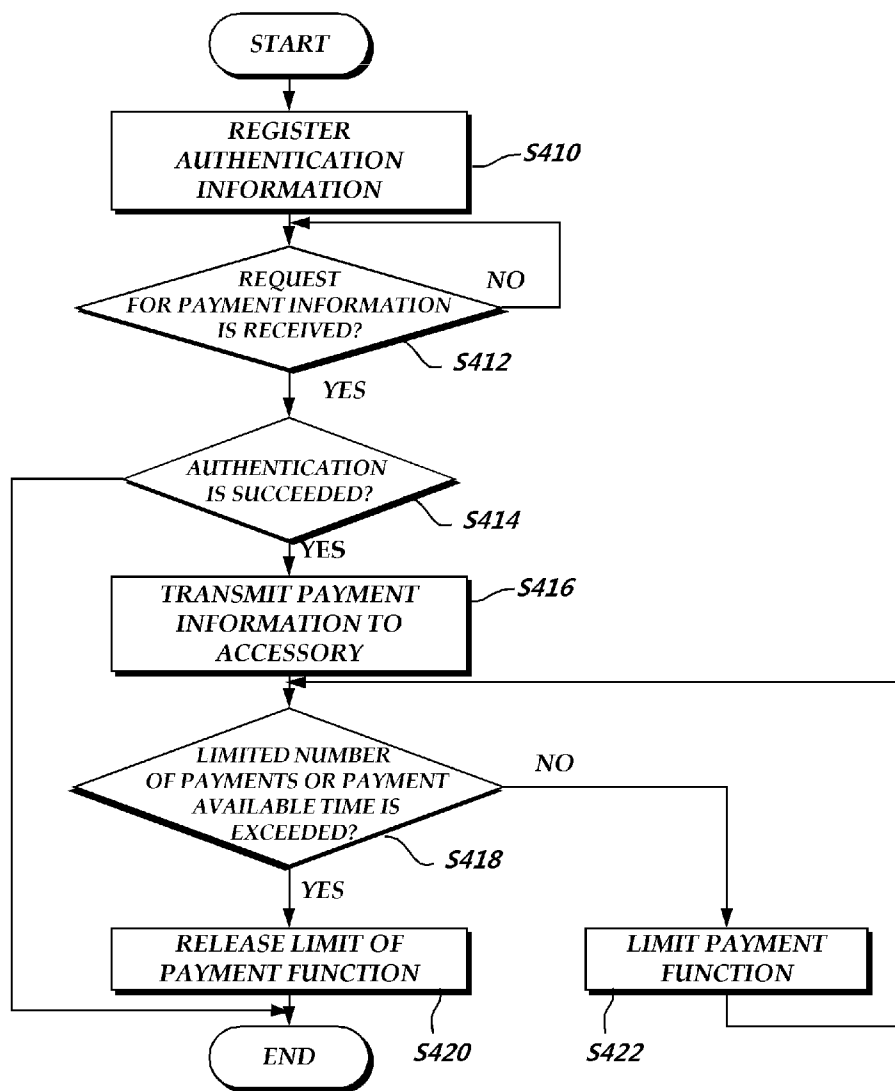 START
REGISTER
AUTHENTICATION
INFORMATION
S410
REQUEST
FOR PAYMENT INFORMATION
IS RECEIVED?
NO
S412
YES
AUTHENTICATION
IS SUCCEEDED?
S414
YES
TRANSMIT PAYMENT
INFORMATION TO
ACCESSORY
S416
LIMITED NUMBER
OF PAYMENTS OR PAYMENT
AVAILABLE TIME IS
EXCEEDED?
NO
S418
YES
RELEASE LIMIT OF
PAYMENT FUNCTION
S420
LIMIT PAYMENT
FUNCTION
S422
END